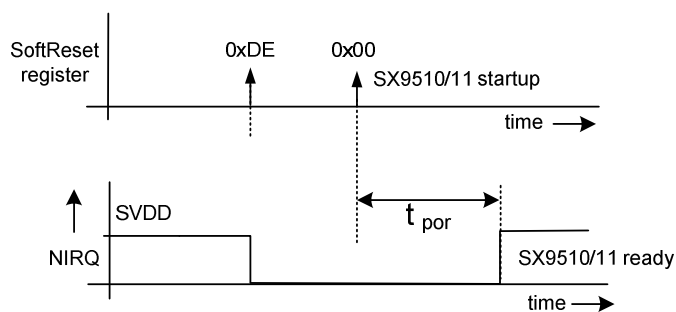 SoftReset
register
0xDE
0x00
SX9510/11 startup
time
SVDD
t por
NIRQ
SX9510/11 ready
time